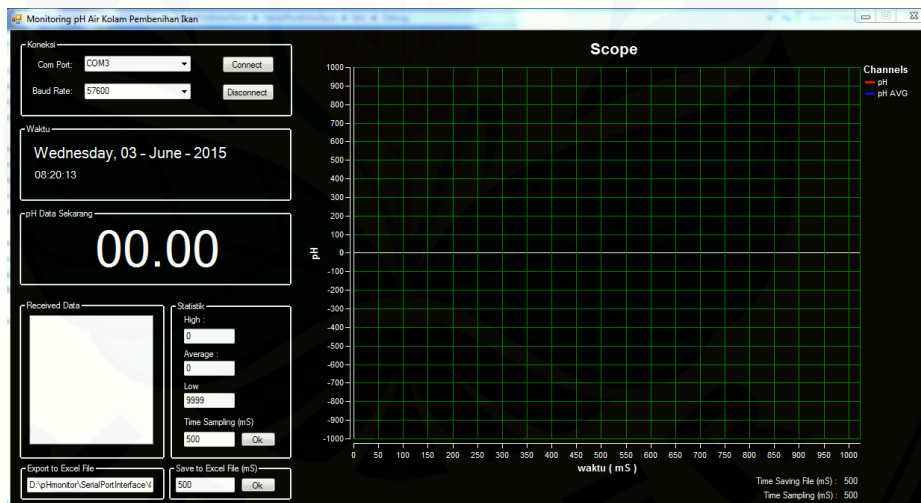 Monitoring pH Air Kolam Pembenihan Ikan
Koneksi
Com Port: COM3 Connect
Baud Rate: 57600 Disconnect
Waktu
Wednesday, 03 - June - 2015
08:20:13
pH Data Sekarang
00.00
Received Data
Statistik
High :
0
Average :
0
Low
9999
Time Sampling (mS)
500 Ok
Export to Excel File
D:\pHmonitor\SerialPortInterface\
Save to Excel File (mS)
500 Ok
Scope
Channels
pH
pH AVG
1000
900
800
700
600
500
400
300
200
100
0
-100
-200
-300
-400
-500
-600
-700
-800
-900
-1000
pH
0 50 100 150 200 250 300 350 400 450 500 550 600 650 700 750 800 850 900 950 1000
waktu ( mS )
Time Saving File (mS) : 500
Time Sampling (mS) : 500